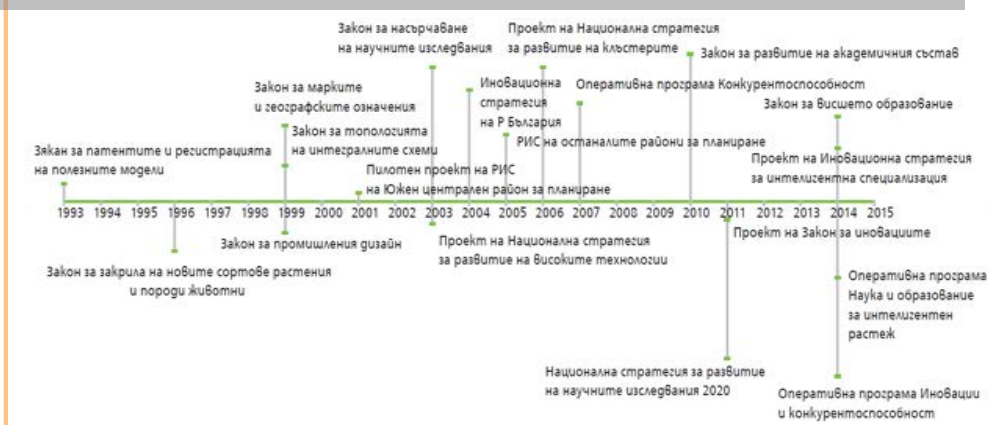 Закон за насърчаване
на научните изследвания
Проект на Национална стратегия
за развитие на клъстерите
Закон за развитие на академичния състав
Закон за марките
и географските означения
Иновационна
стратегия
на Р България
Оперативна програма Конкурентоспособност
Закон за висшето образование
Закон за топологията
на интегралните схеми
РИС на останалите райони за планиране
Зякан за патентите и регистрацията
на полезните модели
Пилотен проект на РИС
на Южен централен район за планиране
Проект на Иновационна стратегия
за интелигентна специализация
1993 1994 1995 1996 1997 1998 1999 2000 2001 2002 2003 2004 2005 2006 2007 2008 2009 2010 2011 2012 2013 2014 2015
Закон за промишления дизайн
Проект на Национална стратегия
за развитие на високите технологии
Проект на Закон за иновациите
Закон за закрила на новите сортове растения
и породи животни
Оперативна програма
Наука и образование
за интелигентен
растеж
Национална стратегия за развитие
на научните изследвания 2020
Оперативна програма Иновации
и конкурентоспособност